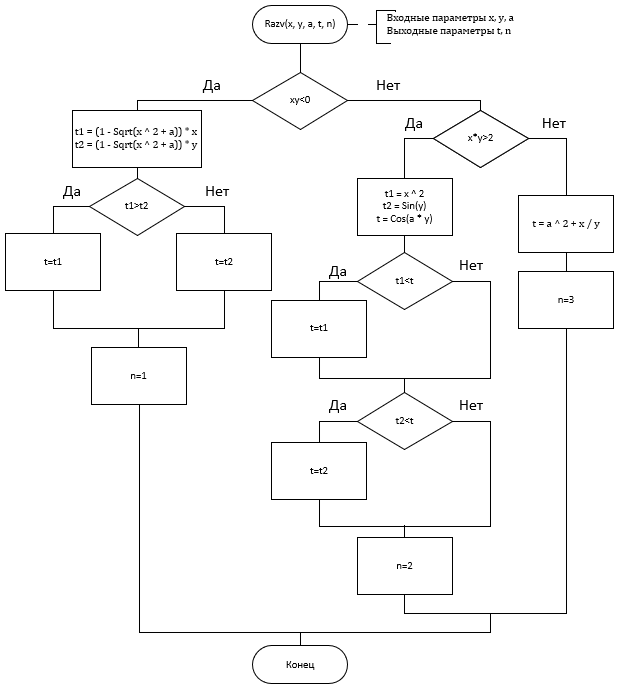 Razv(x, y, a, t, n)
Входные параметры x, y, a
Выходные параметры t, n
Да
Нет
xy<0
Да
Нет
t1 = (1 - Sqrt(x ^ 2 + a)) * x
t2 = (1 - Sqrt(x ^ 2 + a)) * y
x*y>2
Да
Нет
t1>t2
t1 = x ^ 2
t2 = Sin(y)
t = Cos(a * y)
t = a ^ 2 + x / y
t=t1
t=t2
Да
Нет
t1<t
n=3
t=t1
n=1
Да
Нет
t2<t
t=t2
n=2
Конец